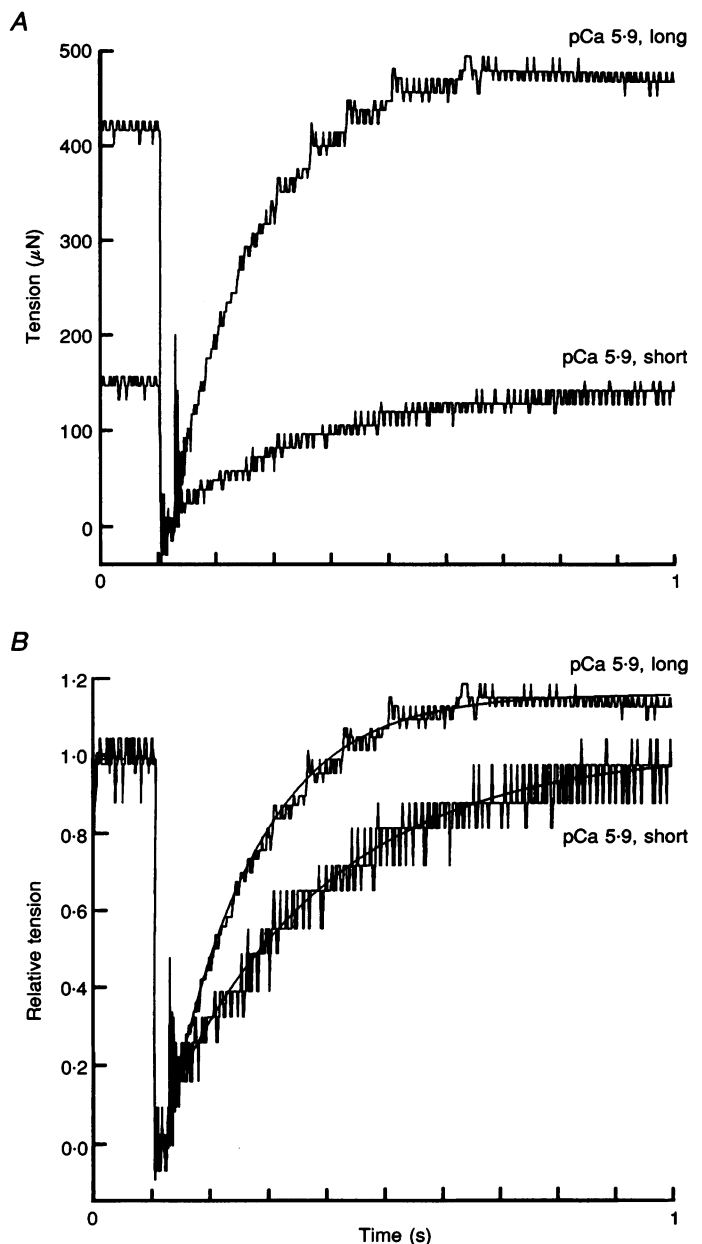 A
500
400
300
200
100
0
Tension (μN)
pCa 5·9, long
pCa 5·9, short
0
1
B
1·2
1·0
0·8
0·6
0·4
0·2
0·0
Relative tension
pCa 5·9, long
pCa 5·9, short
0
1
Time (s)